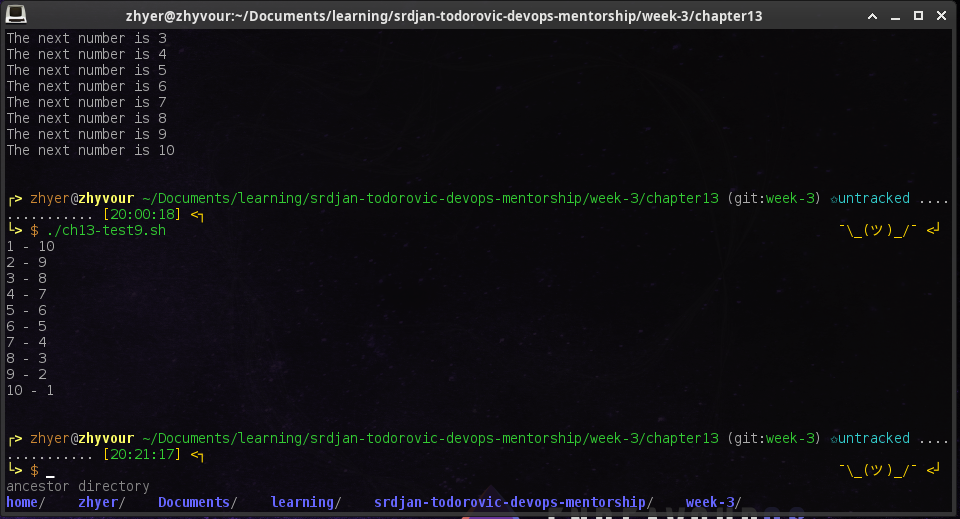 zhyer@zhyvour:~/Documents/learning/srdjan-todorovic-devops-mentorship/week-3/chapter13
The next number is 3
The next number is 4
The next number is 5
The next number is 6
The next number is 7
The next number is 8
The next number is 9
The next number is 10
┌> zhyer@zhyvour ~/Documents/learning/srdjan-todorovic-devops-mentorship/week-3/chapter13 (git:week-3) ✩untracked ....
........... [20:00:18] <┐
└> $ ./ch13-test9.sh ¯\_(ツ)_/¯ <┘
1 - 10
2 - 9
3 - 8
4 - 7
5 - 6
6 - 5
7 - 4
8 - 3
9 - 2
10 - 1
┌> zhyer@zhyvour ~/Documents/learning/srdjan-todorovic-devops-mentorship/week-3/chapter13 (git:week-3) ✩untracked ....
........... [20:21:17] <┐
└> $ _ ¯\_(ツ)_/¯ <┘
ancestor directory
home/ zhyer/ Documents/ learning/ srdjan-todorovic-devops-mentorship/ week-3/